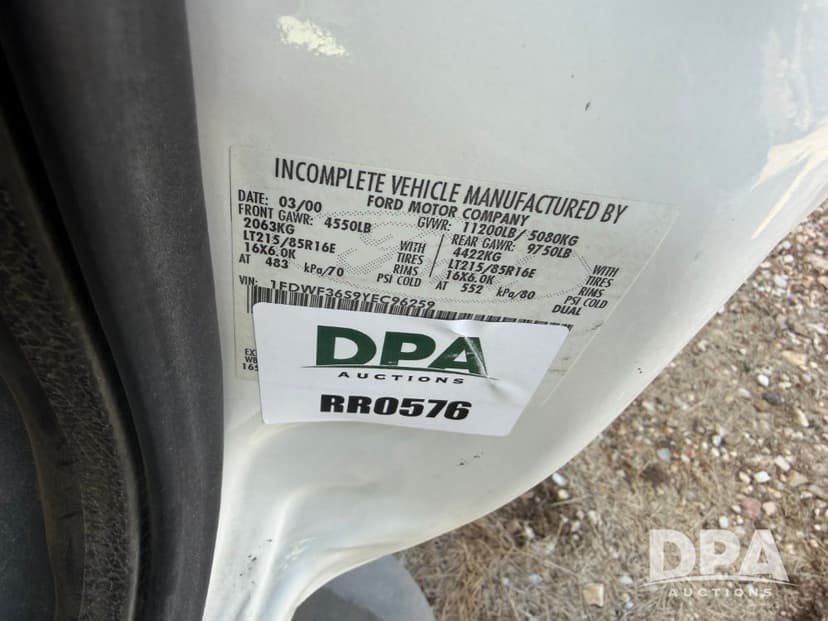 INCOMPLETE VEHICLE MANUFACTURED BY
FORD MOTOR COMPANY
DATE: 03/00 GVWR: 11200LB/ 5080KG
FRONT GAWR: 4550LB REAR GAWR: 9750LB
2063KG WITH 4422KG WITH
LT215/85R16E TIRES LT215/85R16E TIRES
16X6.0K RIMS 16X6.0K RIMS
AT 483 kPa/70 PSI COLD AT 552 kPa/80 PSI COLD
DUAL
VIN: 1FDWF36S9YEC96259
DPA
AUCTIONS
RR0576
DPA
AUCTIONS